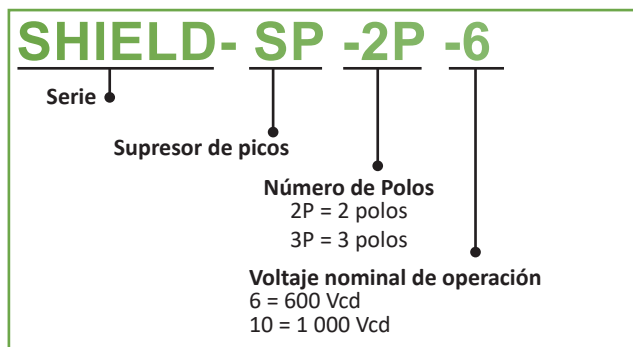 SHIELD- SP -2P -6
Serie
Supresor de picos
Número de Polos
2P = 2 polos
3P = 3 polos
Voltaje nominal de operación
6 = 600 Vcd
10 = 1 000 Vcd